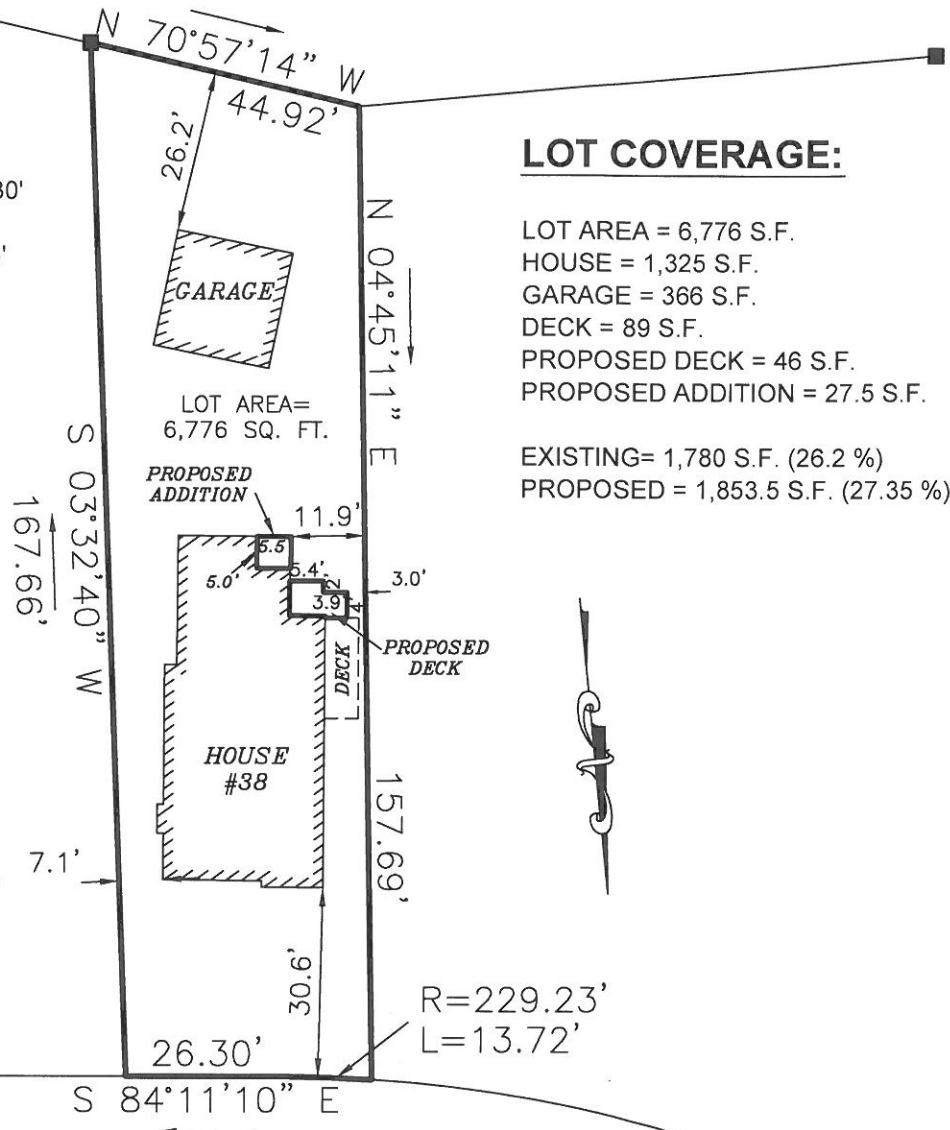 N 70°57'14" W
44.92'
26.2'
30'
'
GARAGE
LOT AREA=
6,776 SQ. FT.
N 04°45'11" E
157.69'
S 03°32'40" W
167.66'
PROPOSED
ADDITION
11.9'
5.5
5.0'
5.4'
2'
3.0'
3.9
4
PROPOSED
DECK
DECK
HOUSE
#38
7.1'
30.6'
R=229.23'
L=13.72'
26.30'
S 84°11'10" E
LOT COVERAGE:
LOT AREA = 6,776 S.F.
HOUSE = 1,325 S.F.
GARAGE = 366 S.F.
DECK = 89 S.F.
PROPOSED DECK = 46 S.F.
PROPOSED ADDITION = 27.5 S.F.
EXISTING= 1,780 S.F. (26.2 %)
PROPOSED = 1,853.5 S.F. (27.35 %)